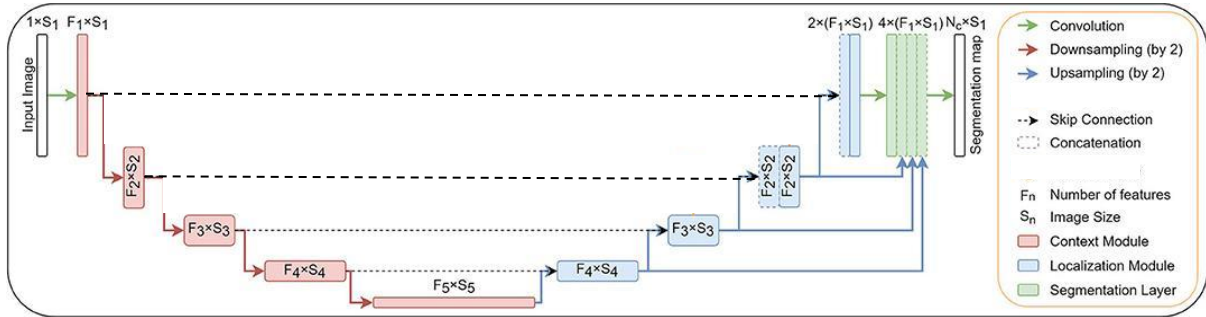 1×S₁
F₁×S₁
2×(F₁×S₁)
4×(F₁×S₁)
N꜀×S₁
Input Image
F₂×S₂
F₃×S₃
F₄×S₄
F₅×S₅
F₄×S₄
F₃×S₃
F₂×S₂
F₂×S₂
Segmentation map
Convolution
Downsampling (by 2)
Upsampling (by 2)
Skip Connection
Concatenation
Fn Number of features
Sn Image Size
Context Module
Localization Module
Segmentation Layer